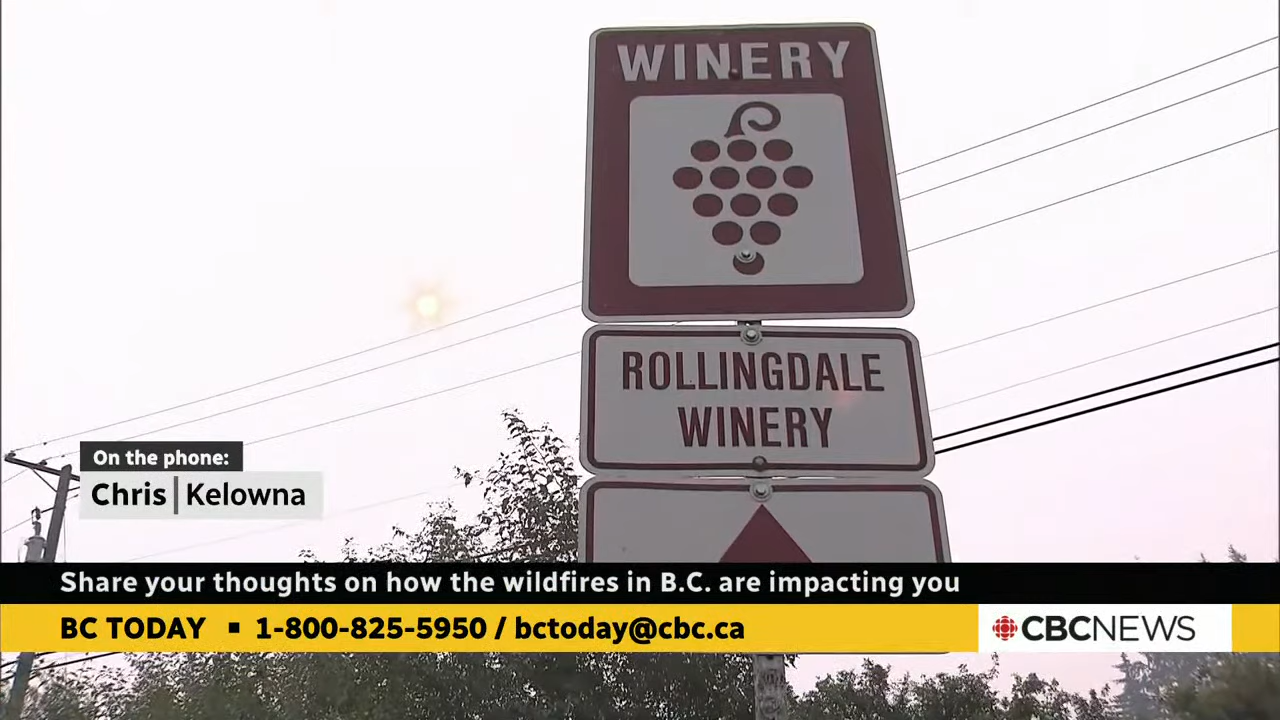 WINERY
ROLLINGDALE
WINERY
On the phone:
Chris | Kelowna
Share your thoughts on how the wildfires in B.C. are impacting you
BC TODAY ▪ 1-800-825-5950 / bctoday@cbc.ca
CBCNEWS